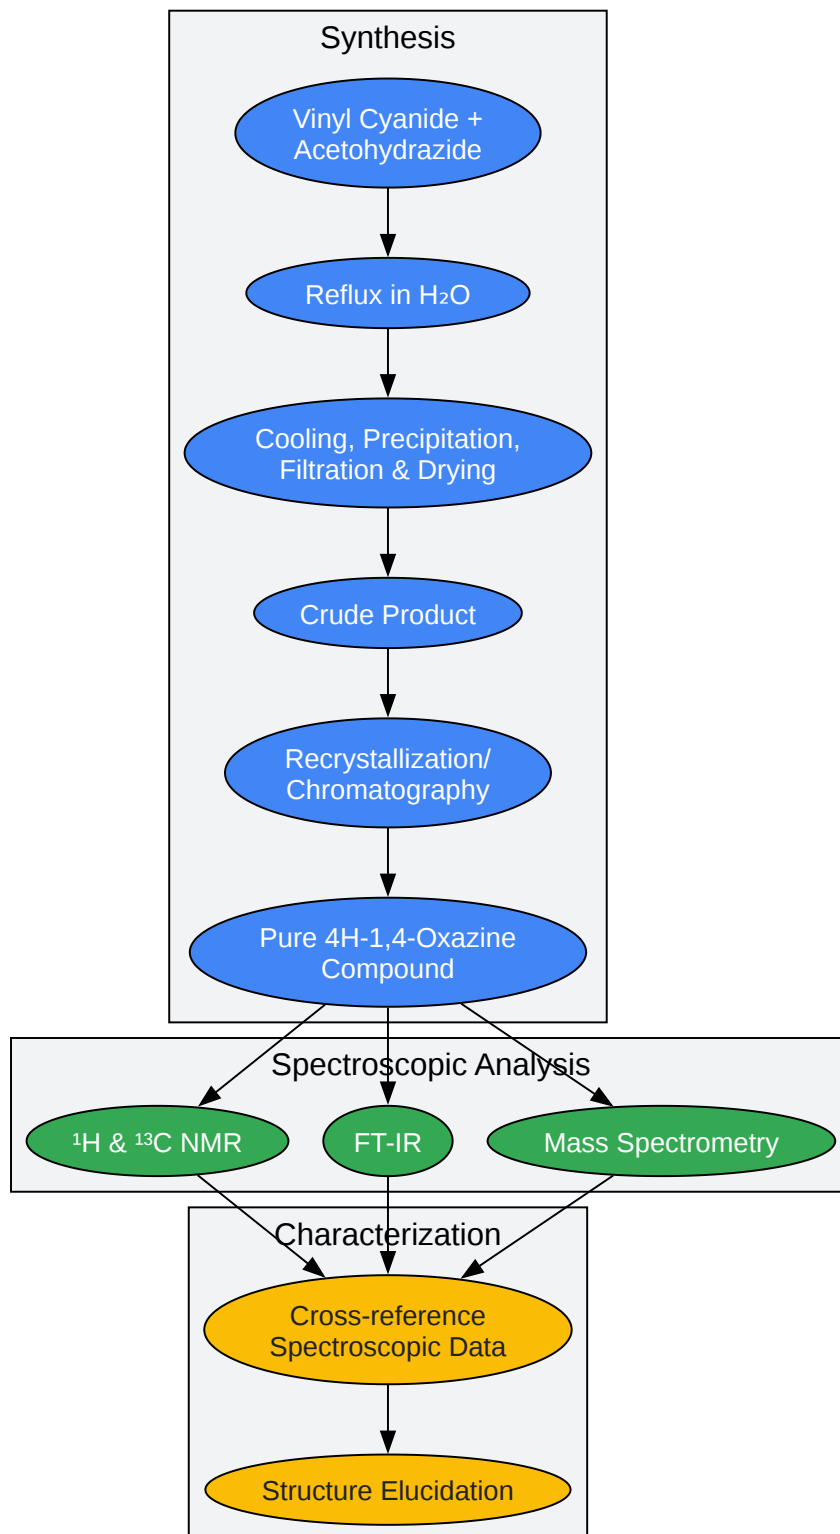 Synthesis
Vinyl Cyanide +
Acetohydrazide
Reflux in H₂O
Cooling, Precipitation,
Filtration & Drying
Crude Product
Recrystallization/
Chromatography
Pure 4H-1,4-Oxazine
Compound
Spectroscopic Analysis
¹H & ¹³C NMR
FT-IR
Mass Spectrometry
Characterization
Cross-reference
Spectroscopic Data
Structure Elucidation